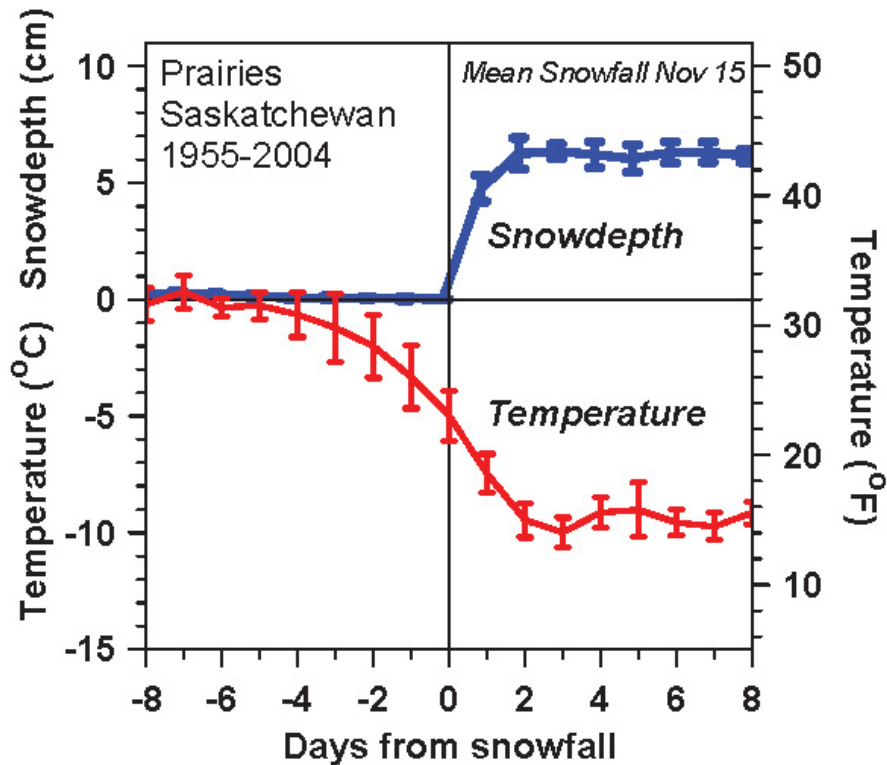 Prairies
Saskatchewan
1955-2004
Mean Snowfall Nov 15
Snowdepth
Temperature
Temperature (°C) Snowdepth (cm)
10
5
0
-5
-10
-15
Temperature (°F)
50
40
30
20
10
-8 -6 -4 -2 0 2 4 6 8
Days from snowfall